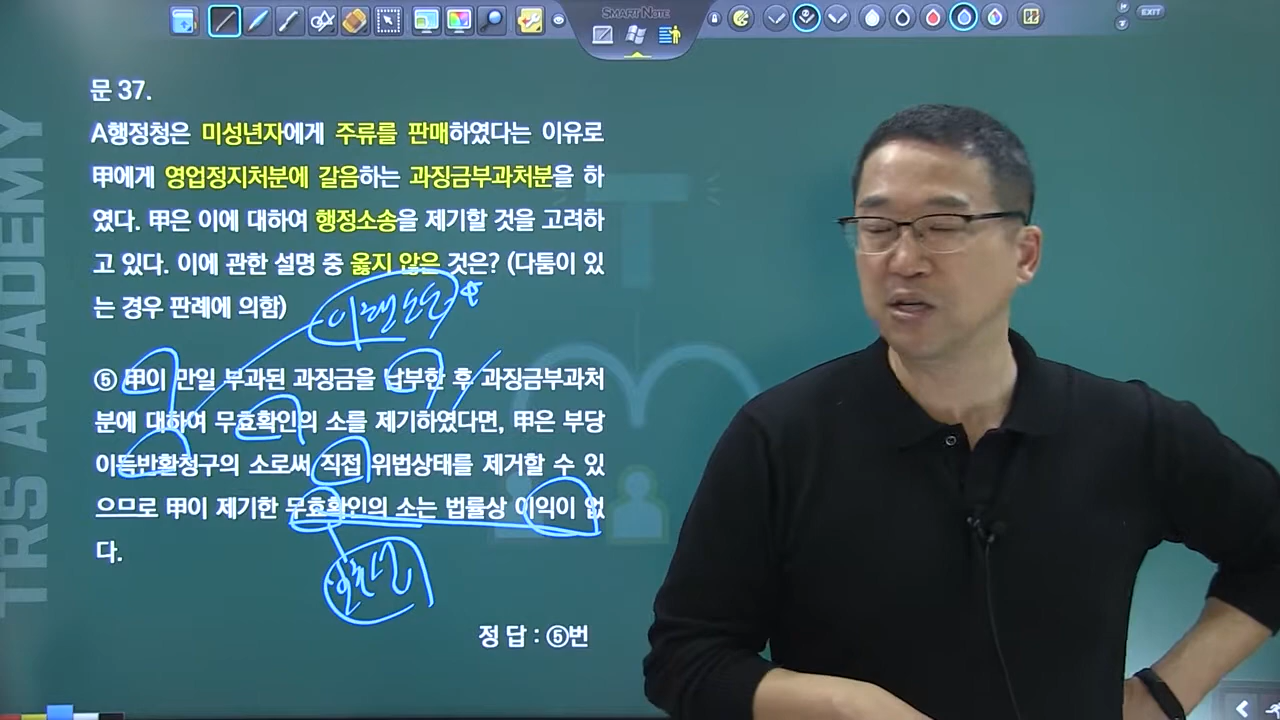 SMARTNOTE
EXIT
TRS ACADEMY
문 37.
A행정청은 미성년자에게 주류를 판매하였다는 이유로
甲에게 영업정지처분에 갈음하는 과징금부과처분을 하
였다. 甲은 이에 대하여 행정소송을 제기할 것을 고려하
고 있다. 이에 관한 설명 중 옳지 않은 것은? (다툼이 있
는 경우 판례에 의함)
⑤ 甲이 만일 부과된 과징금을 납부한 후 과징금부과처
분에 대하여 무효확인의 소를 제기하였다면, 甲은 부당
이득반환청구의 소로써 직접 위법상태를 제거할 수 있
으므로 甲이 제기한 무효확인의 소는 법률상 이익이 없
다.
정 답 : ⑤번